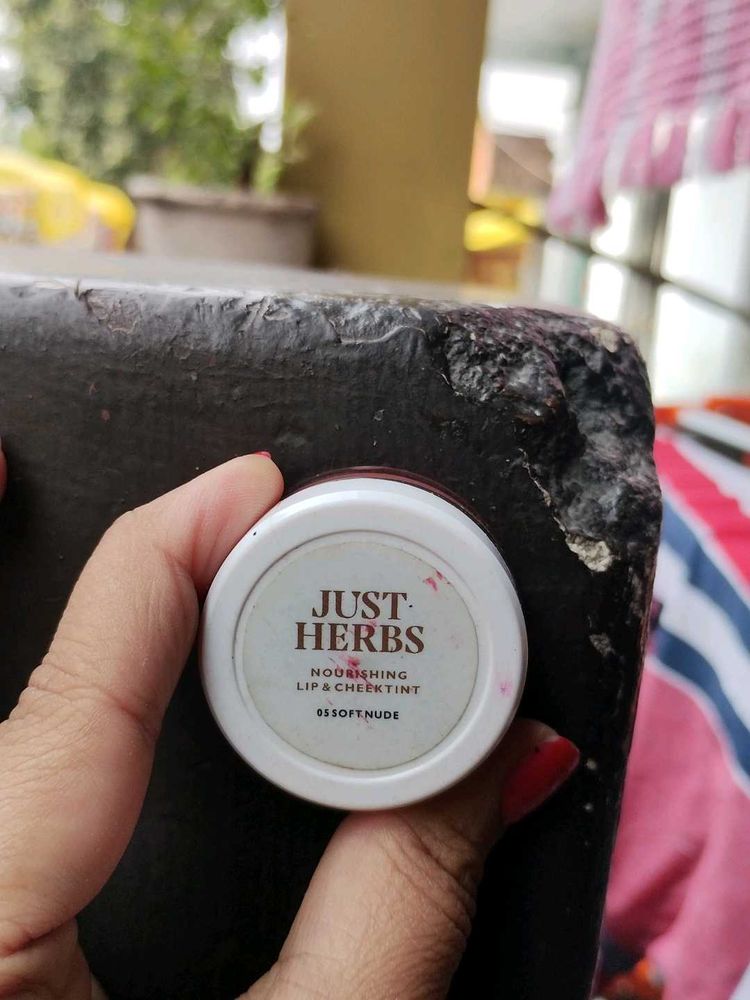 JUST
HERBS
NOURISHING
LIP & CHEEKTINT
05 SOFT NUDE